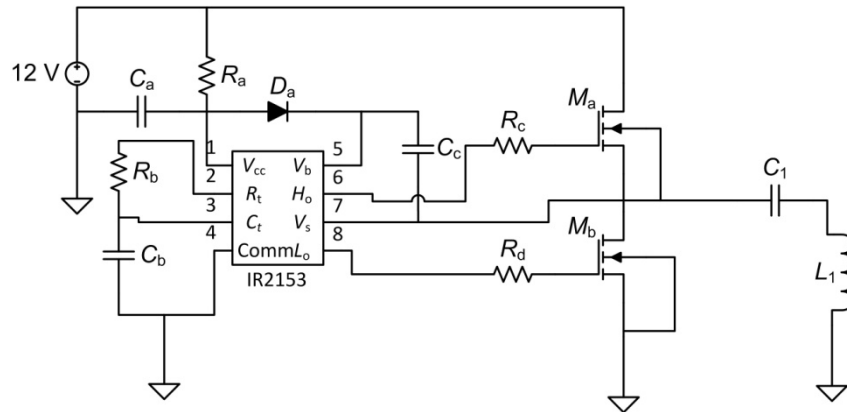 12 V
Ca
Ra
Da
Rb
Cb
1
2
3
4
Vcc
Rt
Ct
Comm
Vb
Ho
Vs
Lo
5
6
7
8
IR2153
Cc
Rc
Rd
Ma
Mb
C1
L1